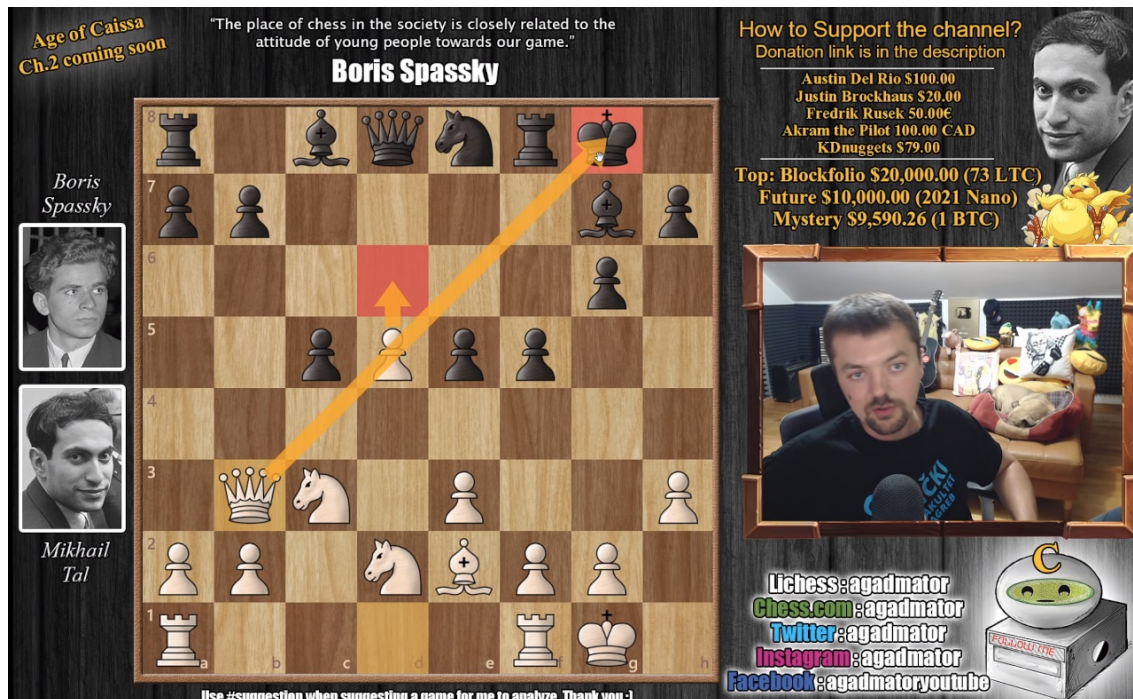 Age of Caissa
Ch.2 coming soon
“The place of chess in the society is closely related to the
attitude of young people towards our game.”
Boris Spassky
How to Support the channel?
Donation link is in the description
Austin Del Rio $100.00
Justin Brockhaus $20.00
Fredrik Rusek 50.00€
Akram the Pilot 100.00 CAD
KDnuggets $79.00
Top: Blockfolio $20,000.00 (73 LTC)
Future $10,000.00 (2021 Nano)
Mystery $9,590.26 (1 BTC)
Boris
Spassky
Mikhail
Tal
8
7
6
5
4
3
2
1
a b c d e f g h
Lichess:agadmator
Chess.com:agadmator
Twitter:agadmator
Instagram:agadmator
Facebook:agadmatoryoutube
C
FOLLOW THE
Use #suggestion when suggesting a game for me to analyze. Thank you :)